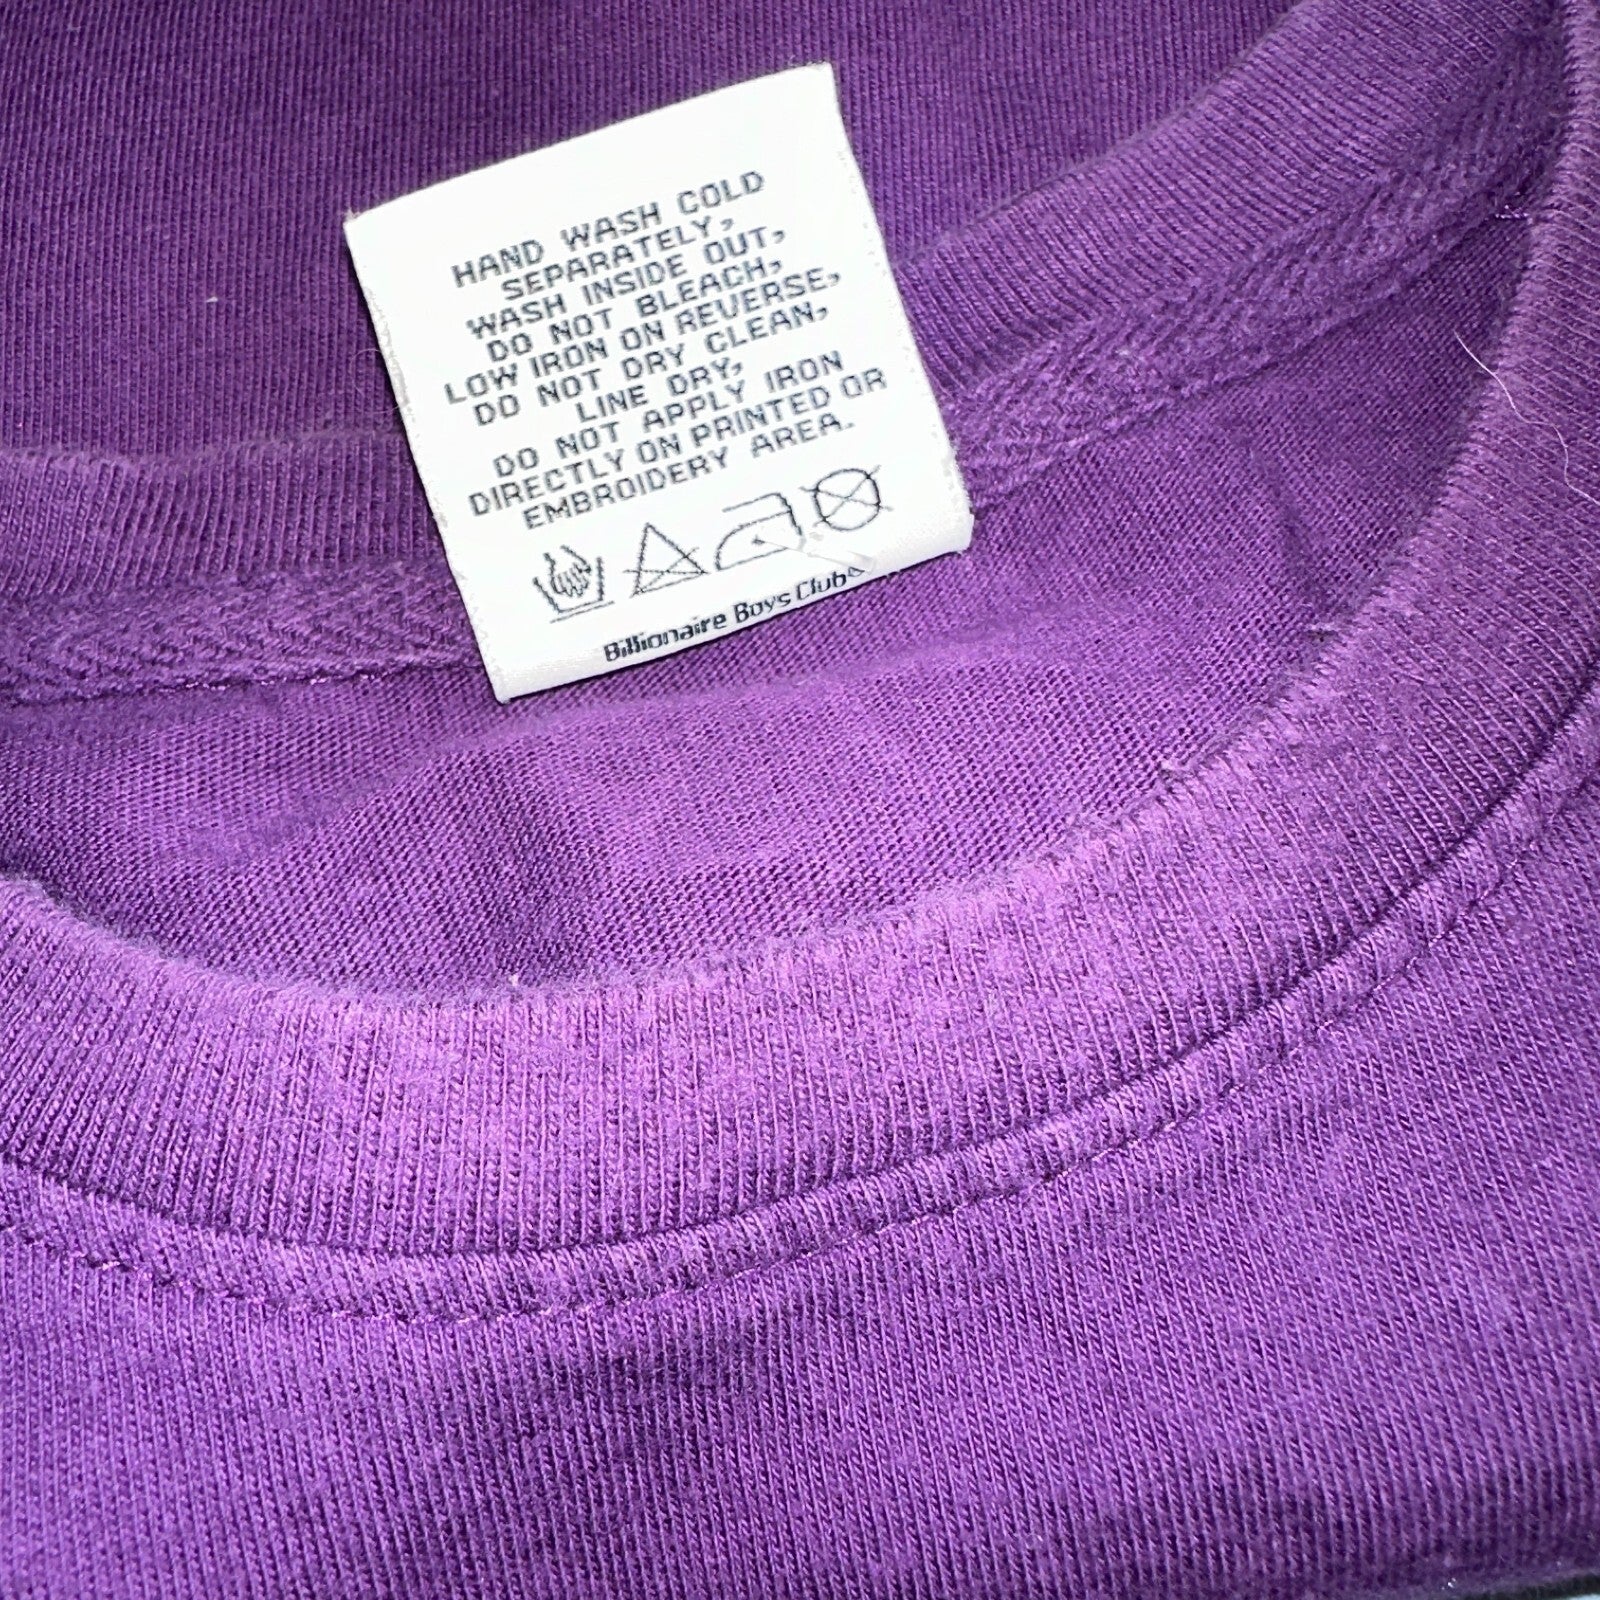 HAND WASH COLD
SEPARATELY,
WASH INSIDE OUT,
DO NOT BLEACH,
LOW IRON ON REVERSE,
DO NOT DRY CLEAN,
LINE DRY,
DO NOT APPLY IRON
DIRECTLY ON PRINTED OR
EMBROIDERY AREA.
Billionaire Boys Club®